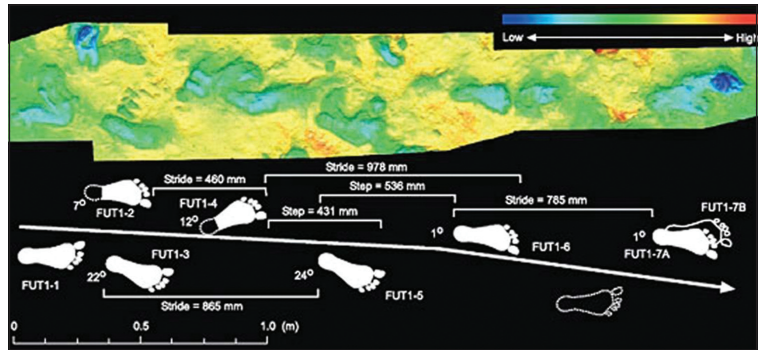 Low High
Stride = 978 mm
Stride = 460 mm
Step = 536 mm
Stride = 785 mm
FUT1-4
FUT1-7B
7° FUT1-2
12° Step = 431 mm
1° FUT1-6
1° FUT1-7A
FUT1-1
22° FUT1-3
24° FUT1-5
Stride = 865 mm
0 0.5 1.0 (m)